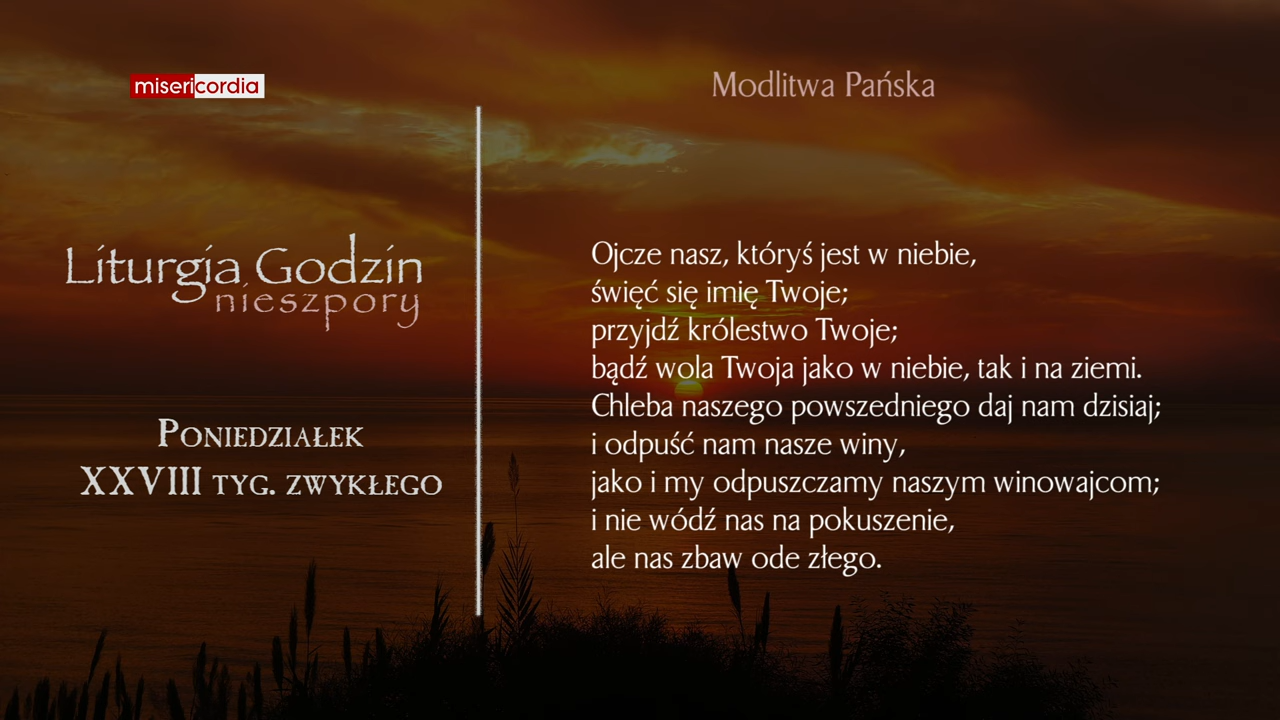 misericordia
Liturgia Godzin
nieszpory
Poniedziałek
XXVIII tyg. zwykłego
Modlitwa Pańska
Ojcze nasz, któryś jest w niebie,
święć się imię Twoje;
przyjdź królestwo Twoje;
bądź wola Twoja jako w niebie, tak i na ziemi.
Chleba naszego powszedniego daj nam dzisiaj;
i odpuść nam nasze winy,
jako i my odpuszczamy naszym winowajcom;
i nie wódź nas na pokuszenie,
ale nas zbaw ode złego.